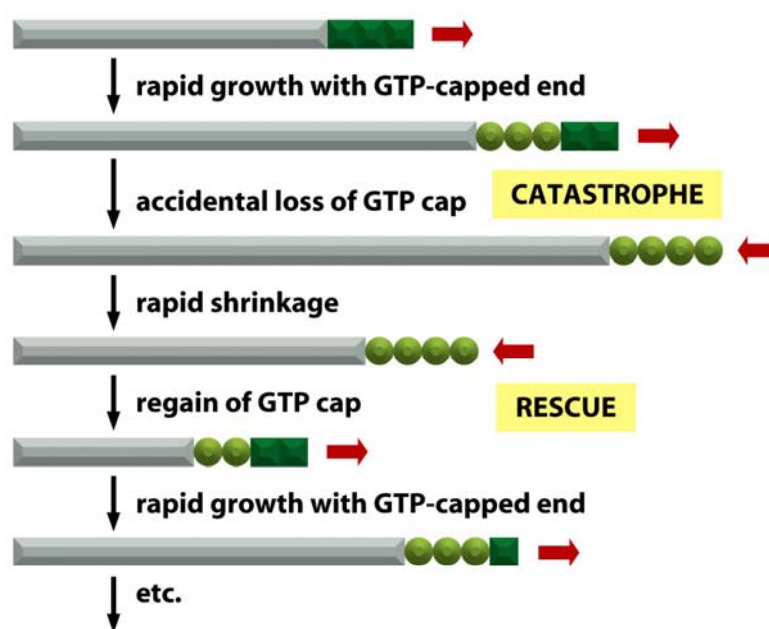 rapid growth with GTP-capped end
accidental loss of GTP cap
CATASTROPHE
rapid shrinkage
regain of GTP cap
RESCUE
rapid growth with GTP-capped end
etc.